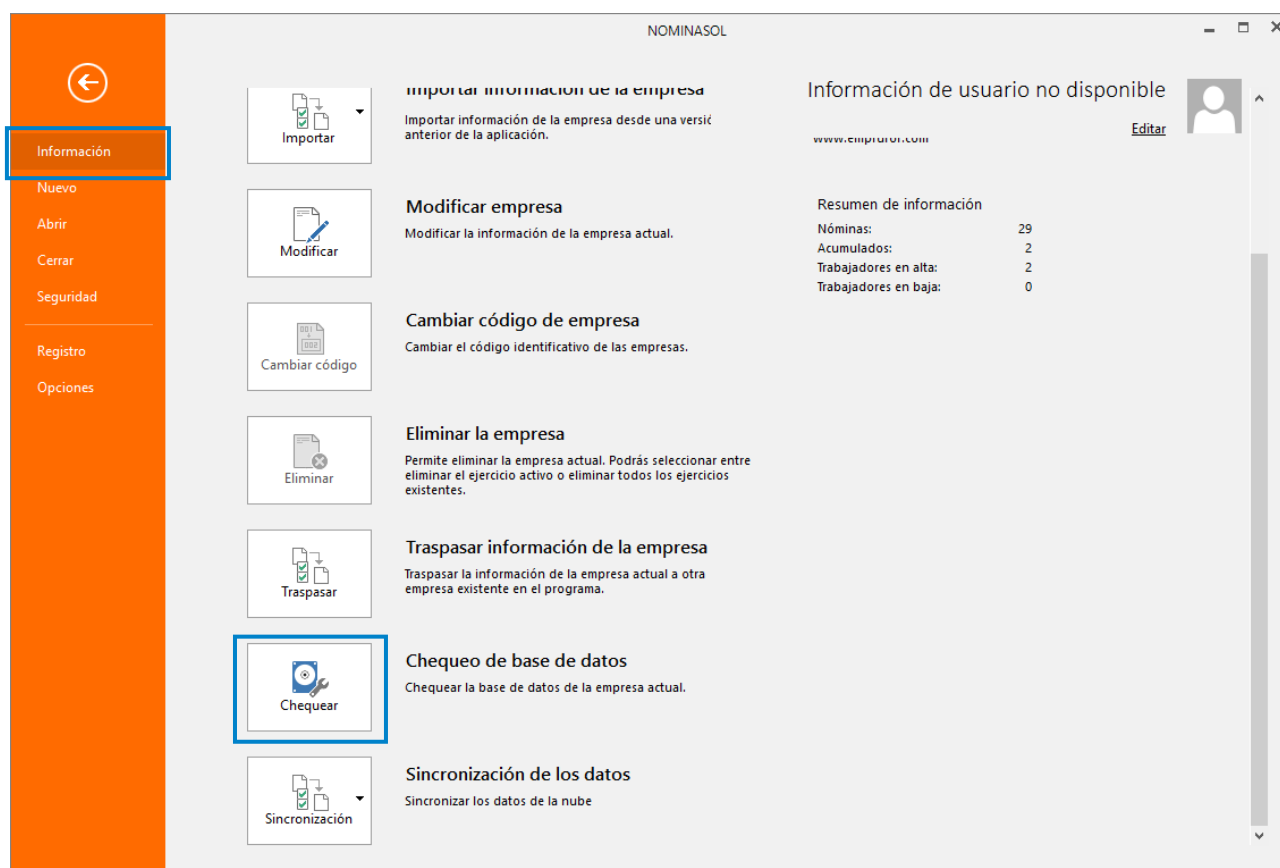 NOMINASOL
Información
Nuevo
Abrir
Cerrar
Seguridad
Registro
Opciones
Importar
Importar información de la empresa
Importar información de la empresa desde una versió
anterior de la aplicación.
Modificar
Modificar empresa
Modificar la información de la empresa actual.
Cambiar código
Cambiar código de empresa
Cambiar el código identificativo de las empresas.
Eliminar
Eliminar la empresa
Permite eliminar la empresa actual. Podrás seleccionar entre
eliminar el ejercicio activo o eliminar todos los ejercicios
existentes.
Traspasar
Traspasar información de la empresa
Traspasar la información de la empresa actual a otra
empresa existente en el programa.
Chequear
Chequeo de base de datos
Chequear la base de datos de la empresa actual.
Sincronización
Sincronización de los datos
Sincronizar los datos de la nube
Información de usuario no disponible
Editar
Resumen de información
Nóminas: 29
Acumulados: 2
Trabajadores en alta: 2
Trabajadores en baja: 0